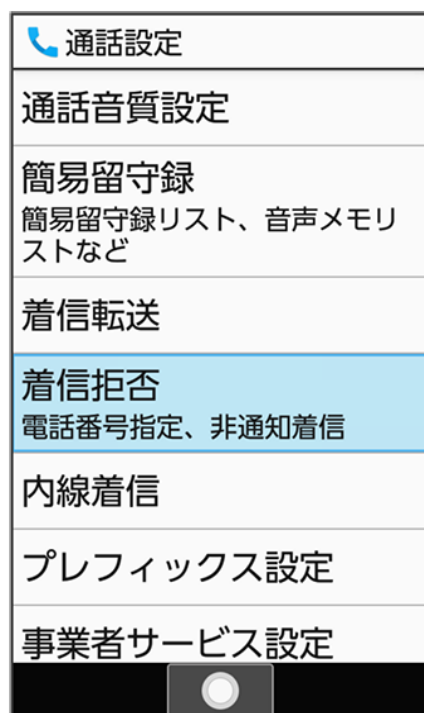 通話設定
通話音質設定
簡易留守録
簡易留守録リスト、音声メモリ
ストなど
着信転送
着信拒否
電話番号指定、非通知着信
内線着信
プレフィックス設定
事業者サービス設定